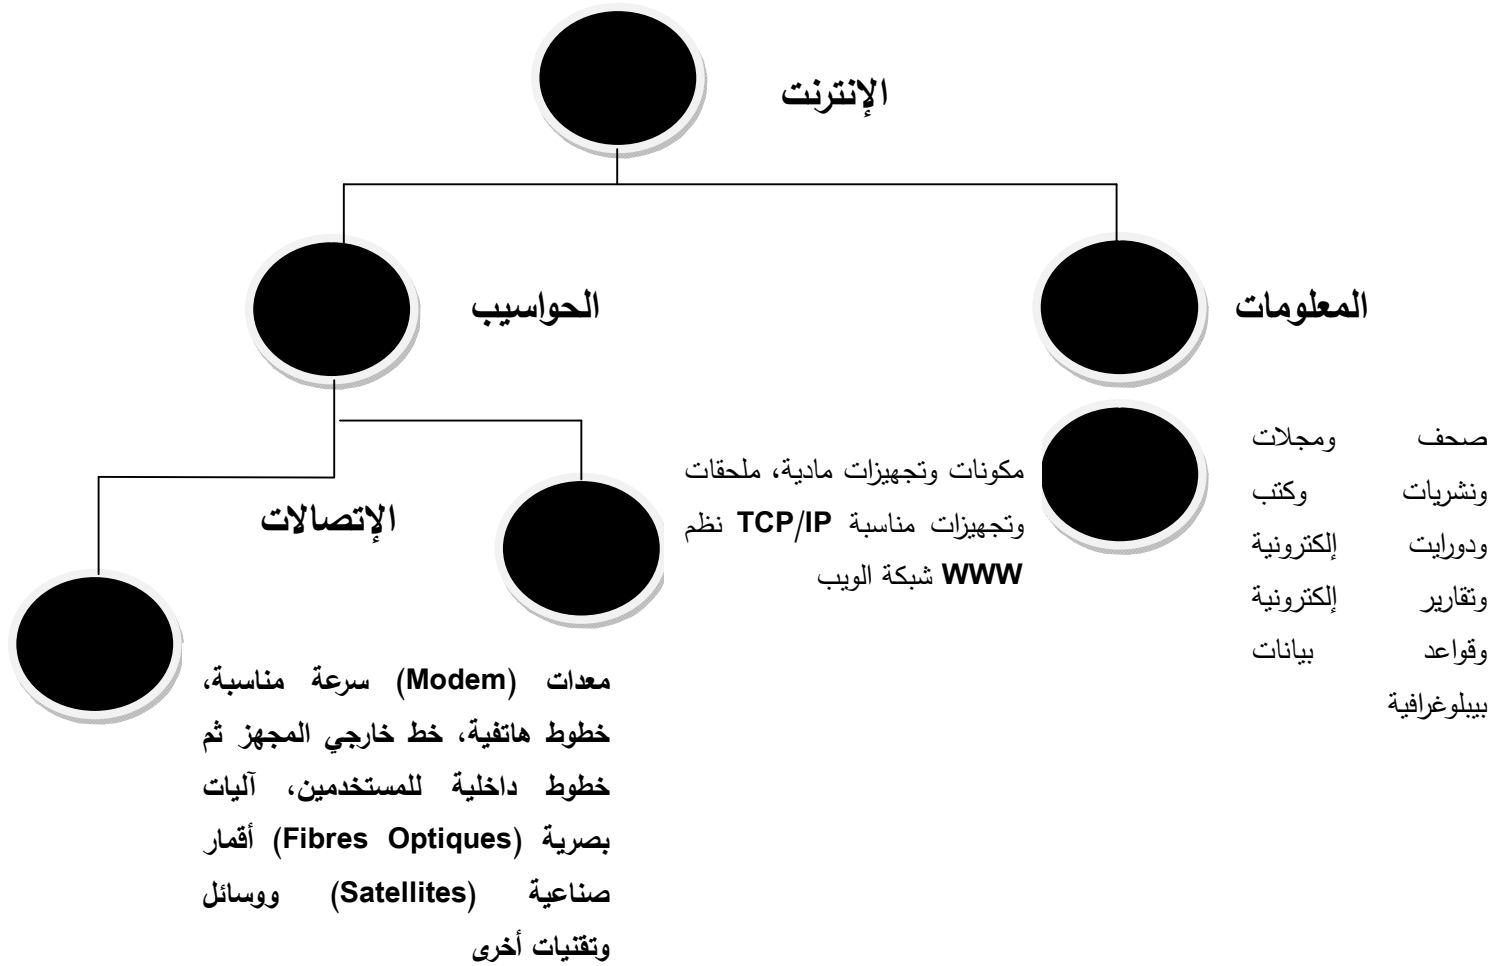 الإنترنت
المعلومات
الحواسيب
صحف ومجلات
ونشريات وكتب
ودورايت إلكترونية
وتقارير إلكترونية
وقواعد بيانات
بيبلوغرافية
مكونات وتجهيزات مادية، ملحقات
وتجهيزات مناسبة TCP/IP نظم
WWW شبكة الويب
الإتصالات
معدات (Modem) سرعة مناسبة،
خطوط هاتفية، خط خارجي المجهز ثم
خطوط داخلية للمستخدمين، آليات
بصرية (Fibres Optiques) أقمار
صناعية (Satellites) ووسائل
وتقنيات أخرى